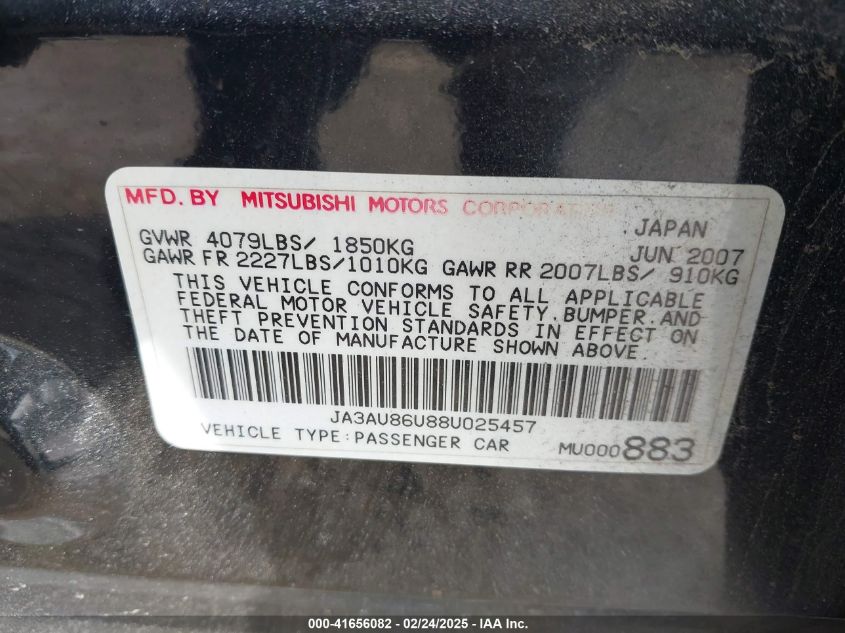 MFD. BY MITSUBISHI MOTORS CORPORATION
JAPAN
GVWR 4079LBS/ 1850KG JUN 2007
GAWR FR 2227LBS/1010KG GAWR RR 2007LBS/ 910KG
THIS VEHICLE CONFORMS TO ALL APPLICABLE
FEDERAL MOTOR VEHICLE SAFETY, BUMPER, AND
THEFT PREVENTION STANDARDS IN EFFECT ON
THE DATE OF MANUFACTURE SHOWN ABOVE.
JA3AU86U88U025457
VEHICLE TYPE:PASSENGER CAR MU000883
000-41656082 - 02/24/2025 - IAA Inc.